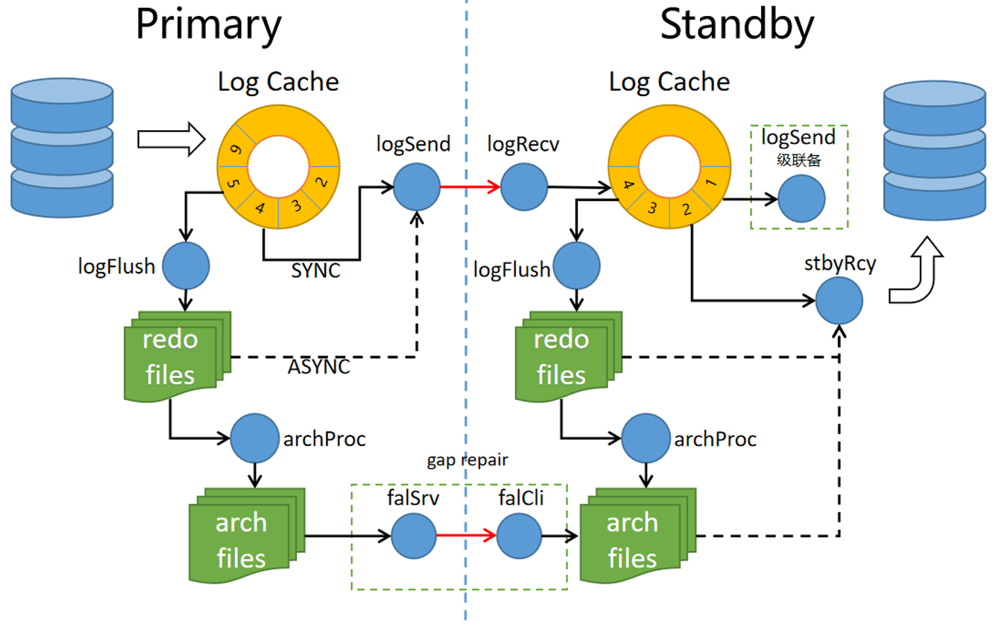 Primary
Standby
Log Cache
Log Cache
6
5
4
3
2
logSend
logRecv
4
3
2
1
logSend
级联备
logFlush
SYNC
logFlush
stbyRcy
redo
files
ASYNC
redo
files
archProc
archProc
gap repair
arch
files
falSrv
falCli
arch
files